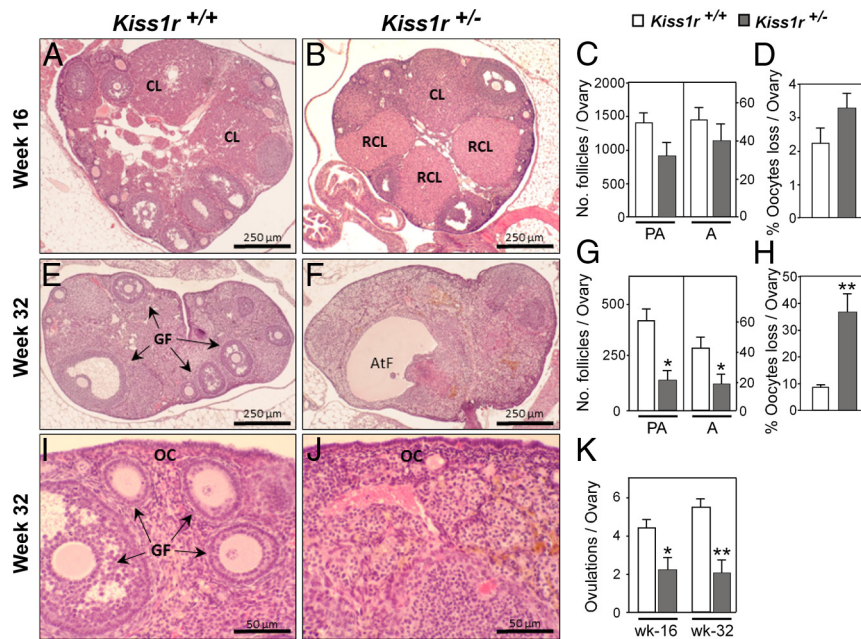 Kiss1r +/+
Kiss1r +/-
Kiss1r +/+ Kiss1r +/-
Week 16
A
CL
CL
250 µm
B
CL
RCL
RCL
RCL
250 µm
C
No. follicles / Ovary
2000
1500
1000
500
0
60
40
20
0
PA A
D
% Oocytes loss / Ovary
4
3
2
1
0
Week 32
E
GF
250 µm
F
AtF
250 µm
G
No. follicles / Ovary
500
250
0
60
40
20
0
* *
PA A
H
% Oocytes loss / Ovary
50
40
30
20
10
0
**
Week 32
I
OC
GF
50 µm
J
OC
50 µm
K
Ovulations / Ovary
6
4
2
0
* **
wk-16 wk-32